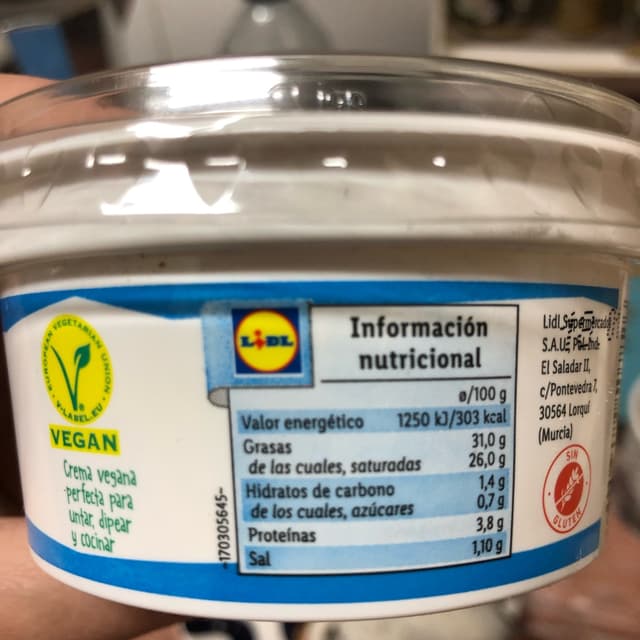 EUROPEAN VEGETARIAN UNION
V-LABEL.EU
VEGAN
Crema vegana
perfecta para
untar, dipear
y cocinar
-170305645-
LIDL
Información
nutricional
ø/100 g
Valor energético 1250 kJ/303 kcal
Grasas 31,0 g
de las cuales, saturadas 26,0 g
Hidratos de carbono 1,4 g
de los cuales, azúcares 0,7 g
Proteínas 3,8 g
Sal 1,10 g
Lidl Supermercados
S.A.U.
El Saladar II,
c/Pontevedra 7,
30564 Lorquí
(Murcia)
SIN
GLUTEN